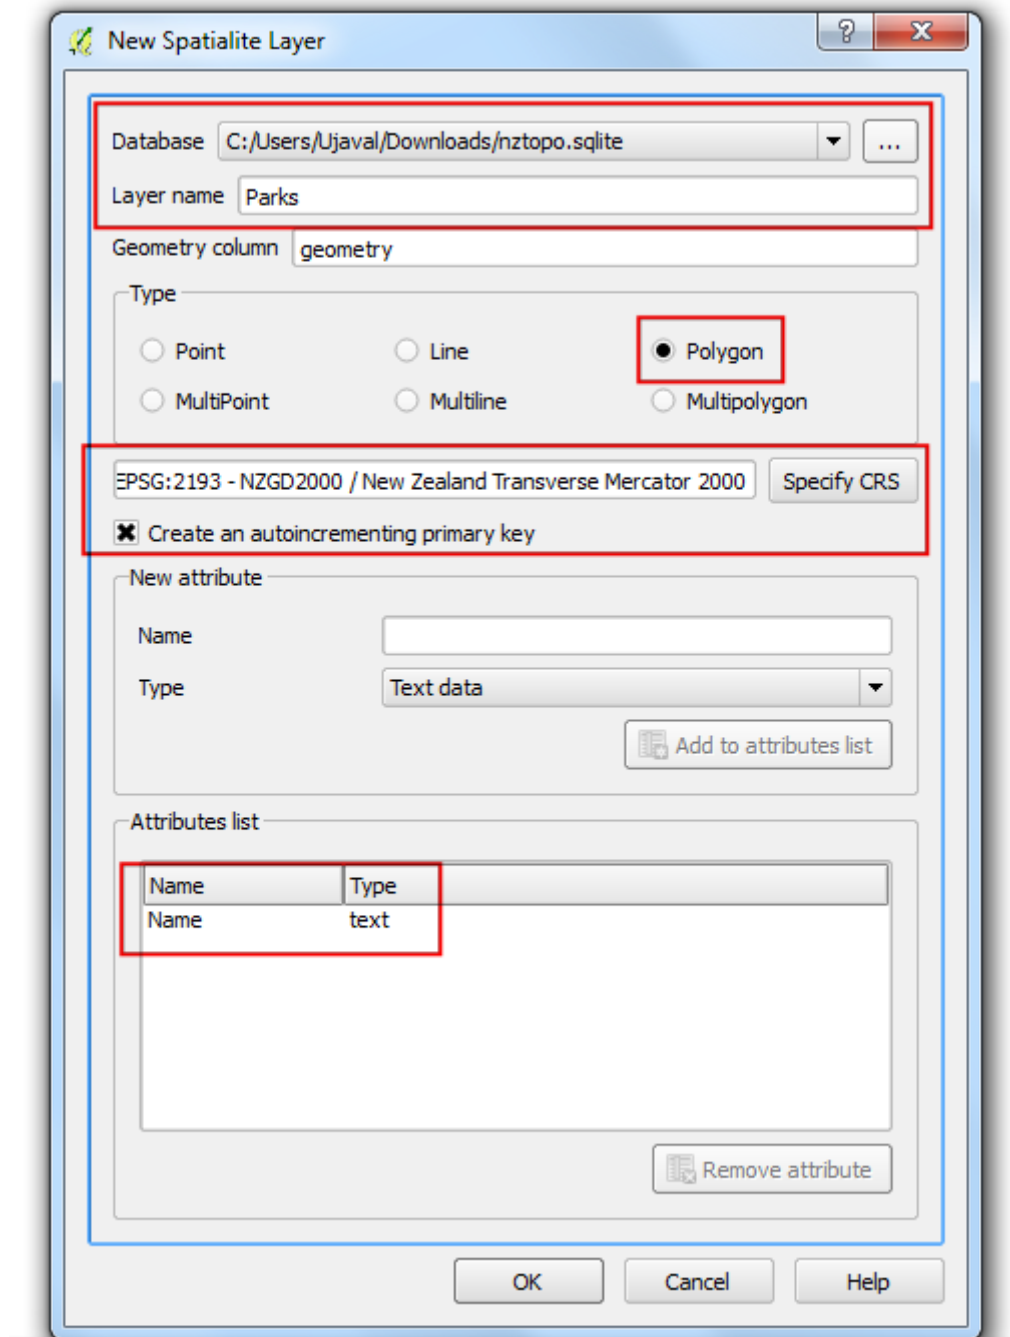 New Spatialite Layer
? X
Database C:/Users/Ujaval/Downloads/nztopo.sqlite ...
Layer name Parks
Geometry column geometry
Type
Point Line Polygon
MultiPoint Multiline Multipolygon
EPSG:2193 - NZGD2000 / New Zealand Transverse Mercator 2000 Specify CRS
Create an autoincrementing primary key
New attribute
Name
Type Text data
Add to attributes list
Attributes list
Name Type
Name text
Remove attribute
OK Cancel Help